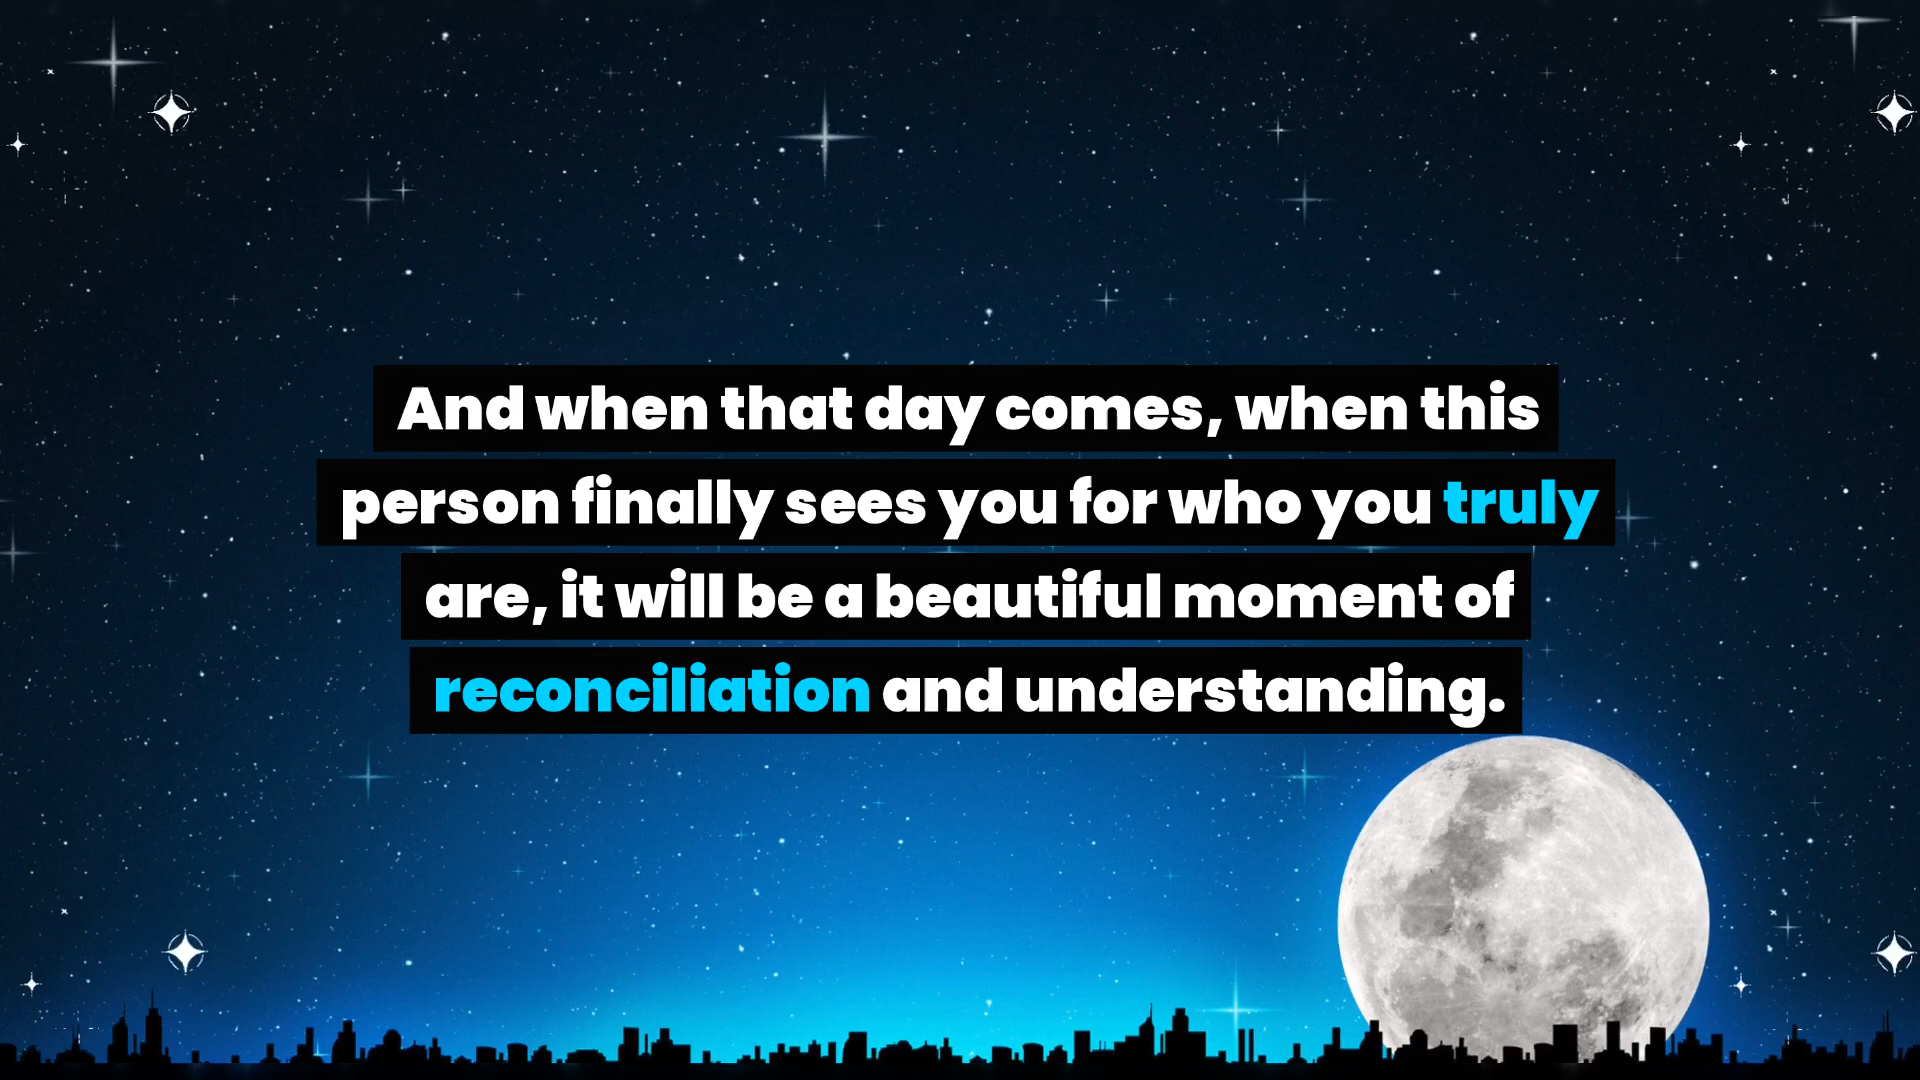 And when that day comes, when this
person finally sees you for who you truly
are, it will be a beautiful moment of
reconciliation and understanding.